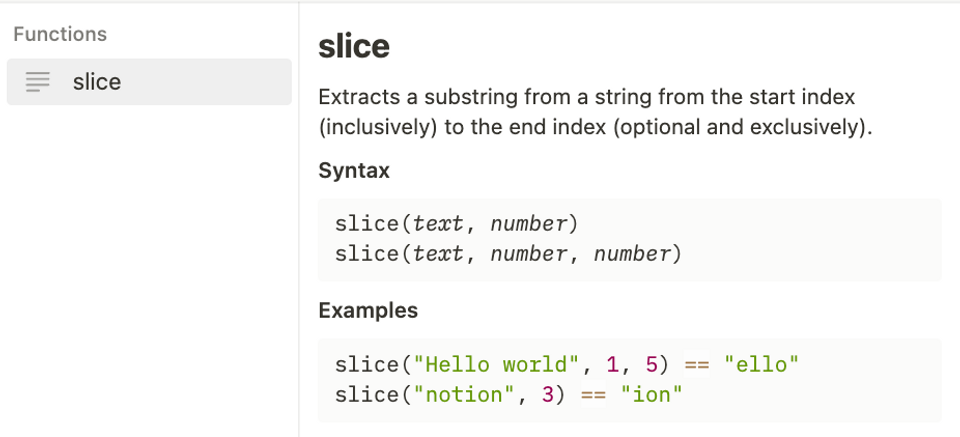 Functions
slice
slice
Extracts a substring from a string from the start index
(inclusively) to the end index (optional and exclusively).
Syntax
slice(text, number)
slice(text, number, number)
Examples
slice("Hello world", 1, 5) == "ello"
slice("notion", 3) == "ion"